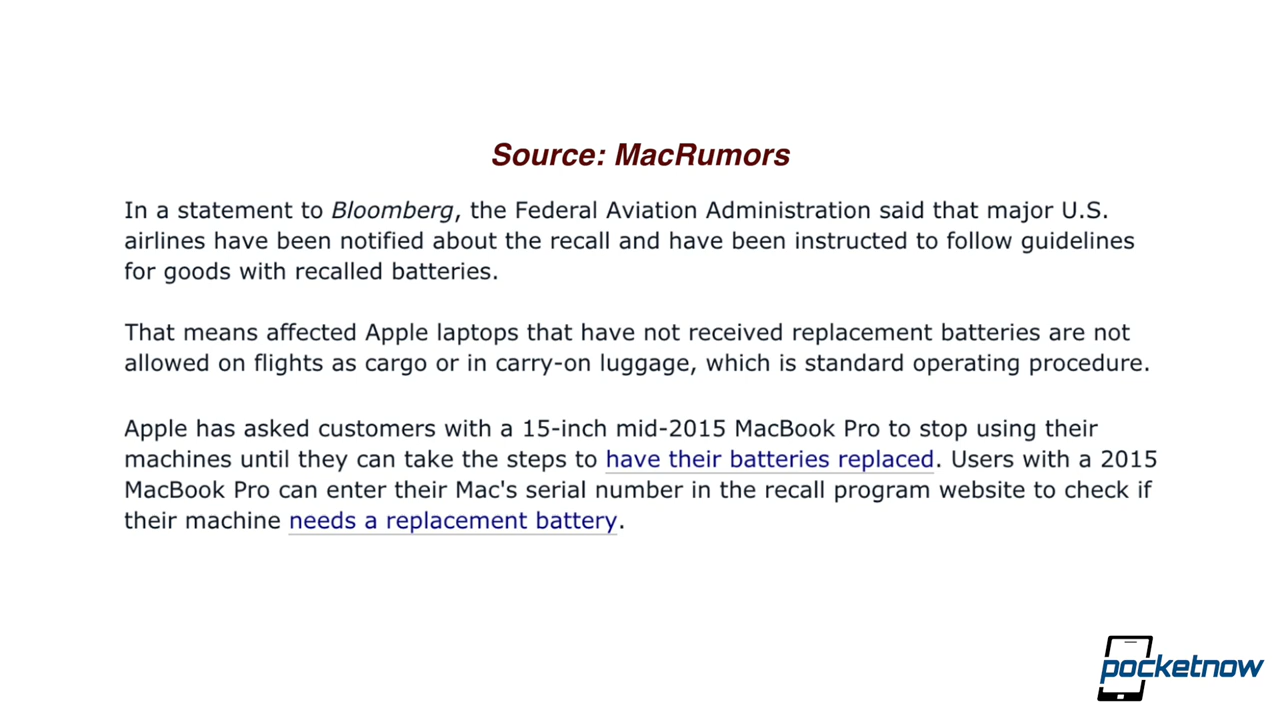 Source: MacRumors
In a statement to Bloomberg, the Federal Aviation Administration said that major U.S.
airlines have been notified about the recall and have been instructed to follow guidelines
for goods with recalled batteries.
That means affected Apple laptops that have not received replacement batteries are not
allowed on flights as cargo or in carry-on luggage, which is standard operating procedure.
Apple has asked customers with a 15-inch mid-2015 MacBook Pro to stop using their
machines until they can take the steps to have their batteries replaced. Users with a 2015
MacBook Pro can enter their Mac's serial number in the recall program website to check if
their machine needs a replacement battery.
pocketnow